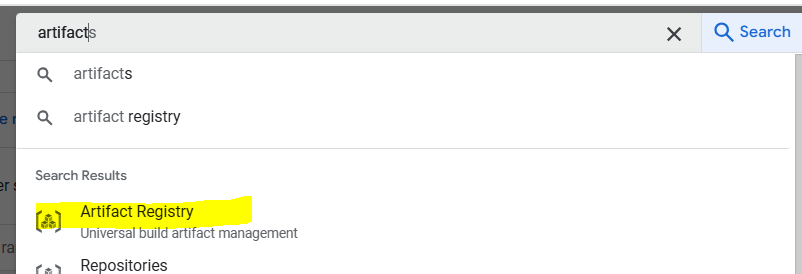 artifacts
Search
artifacts
artifact registry
Search Results
Artifact Registry
Universal build artifact management
Repositories